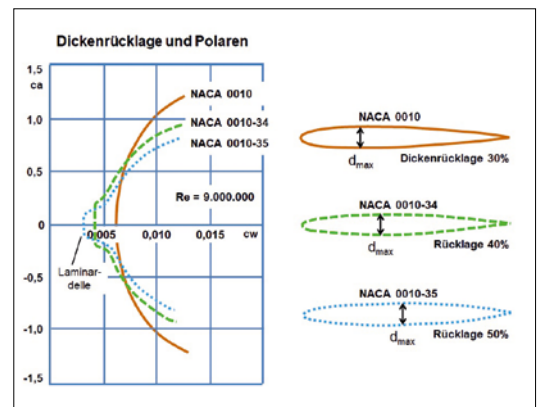 Dickenrücklage und Polaren
1,5
ca
1,0
0,5
0
-0,5
-1,0
-1,5
NACA 0010
NACA 0010-34
NACA 0010-35
Re = 9.000.000
0,005
0,010
0,015
cw
Laminar-
delle
NACA 0010
dmax
Dickenrücklage 30%
NACA 0010-34
dmax
Rücklage 40%
NACA 0010-35
dmax
Rücklage 50%